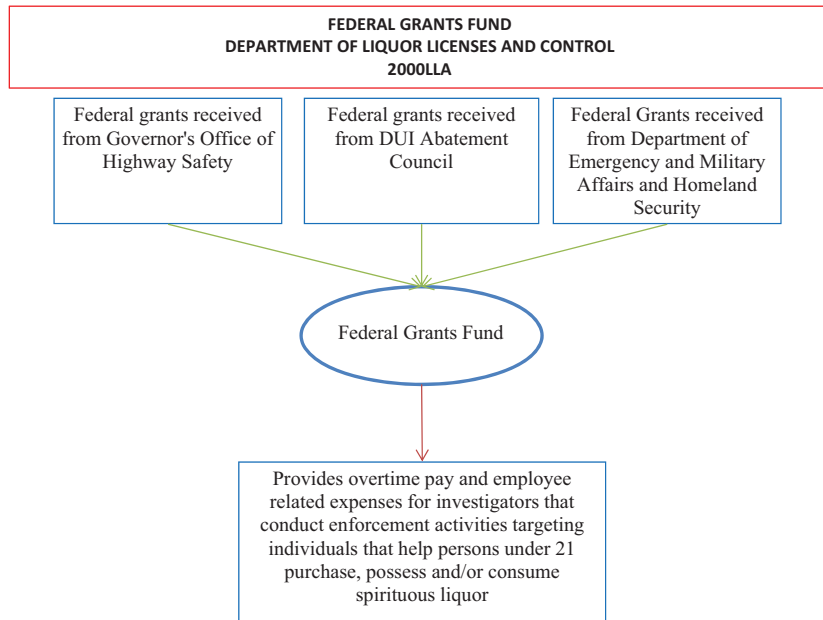 FEDERAL GRANTS FUND
DEPARTMENT OF LIQUOR LICENSES AND CONTROL
2000LLA
Federal grants received
from Governor's Office of
Highway Safety
Federal grants received
from DUI Abatement
Council
Federal Grants received
from Department of
Emergency and Military
Affairs and Homeland
Security
Federal Grants Fund
Provides overtime pay and employee
related expenses for investigators that
conduct enforcement activities targeting
individuals that help persons under 21
purchase, possess and/or consume
spirituous liquor